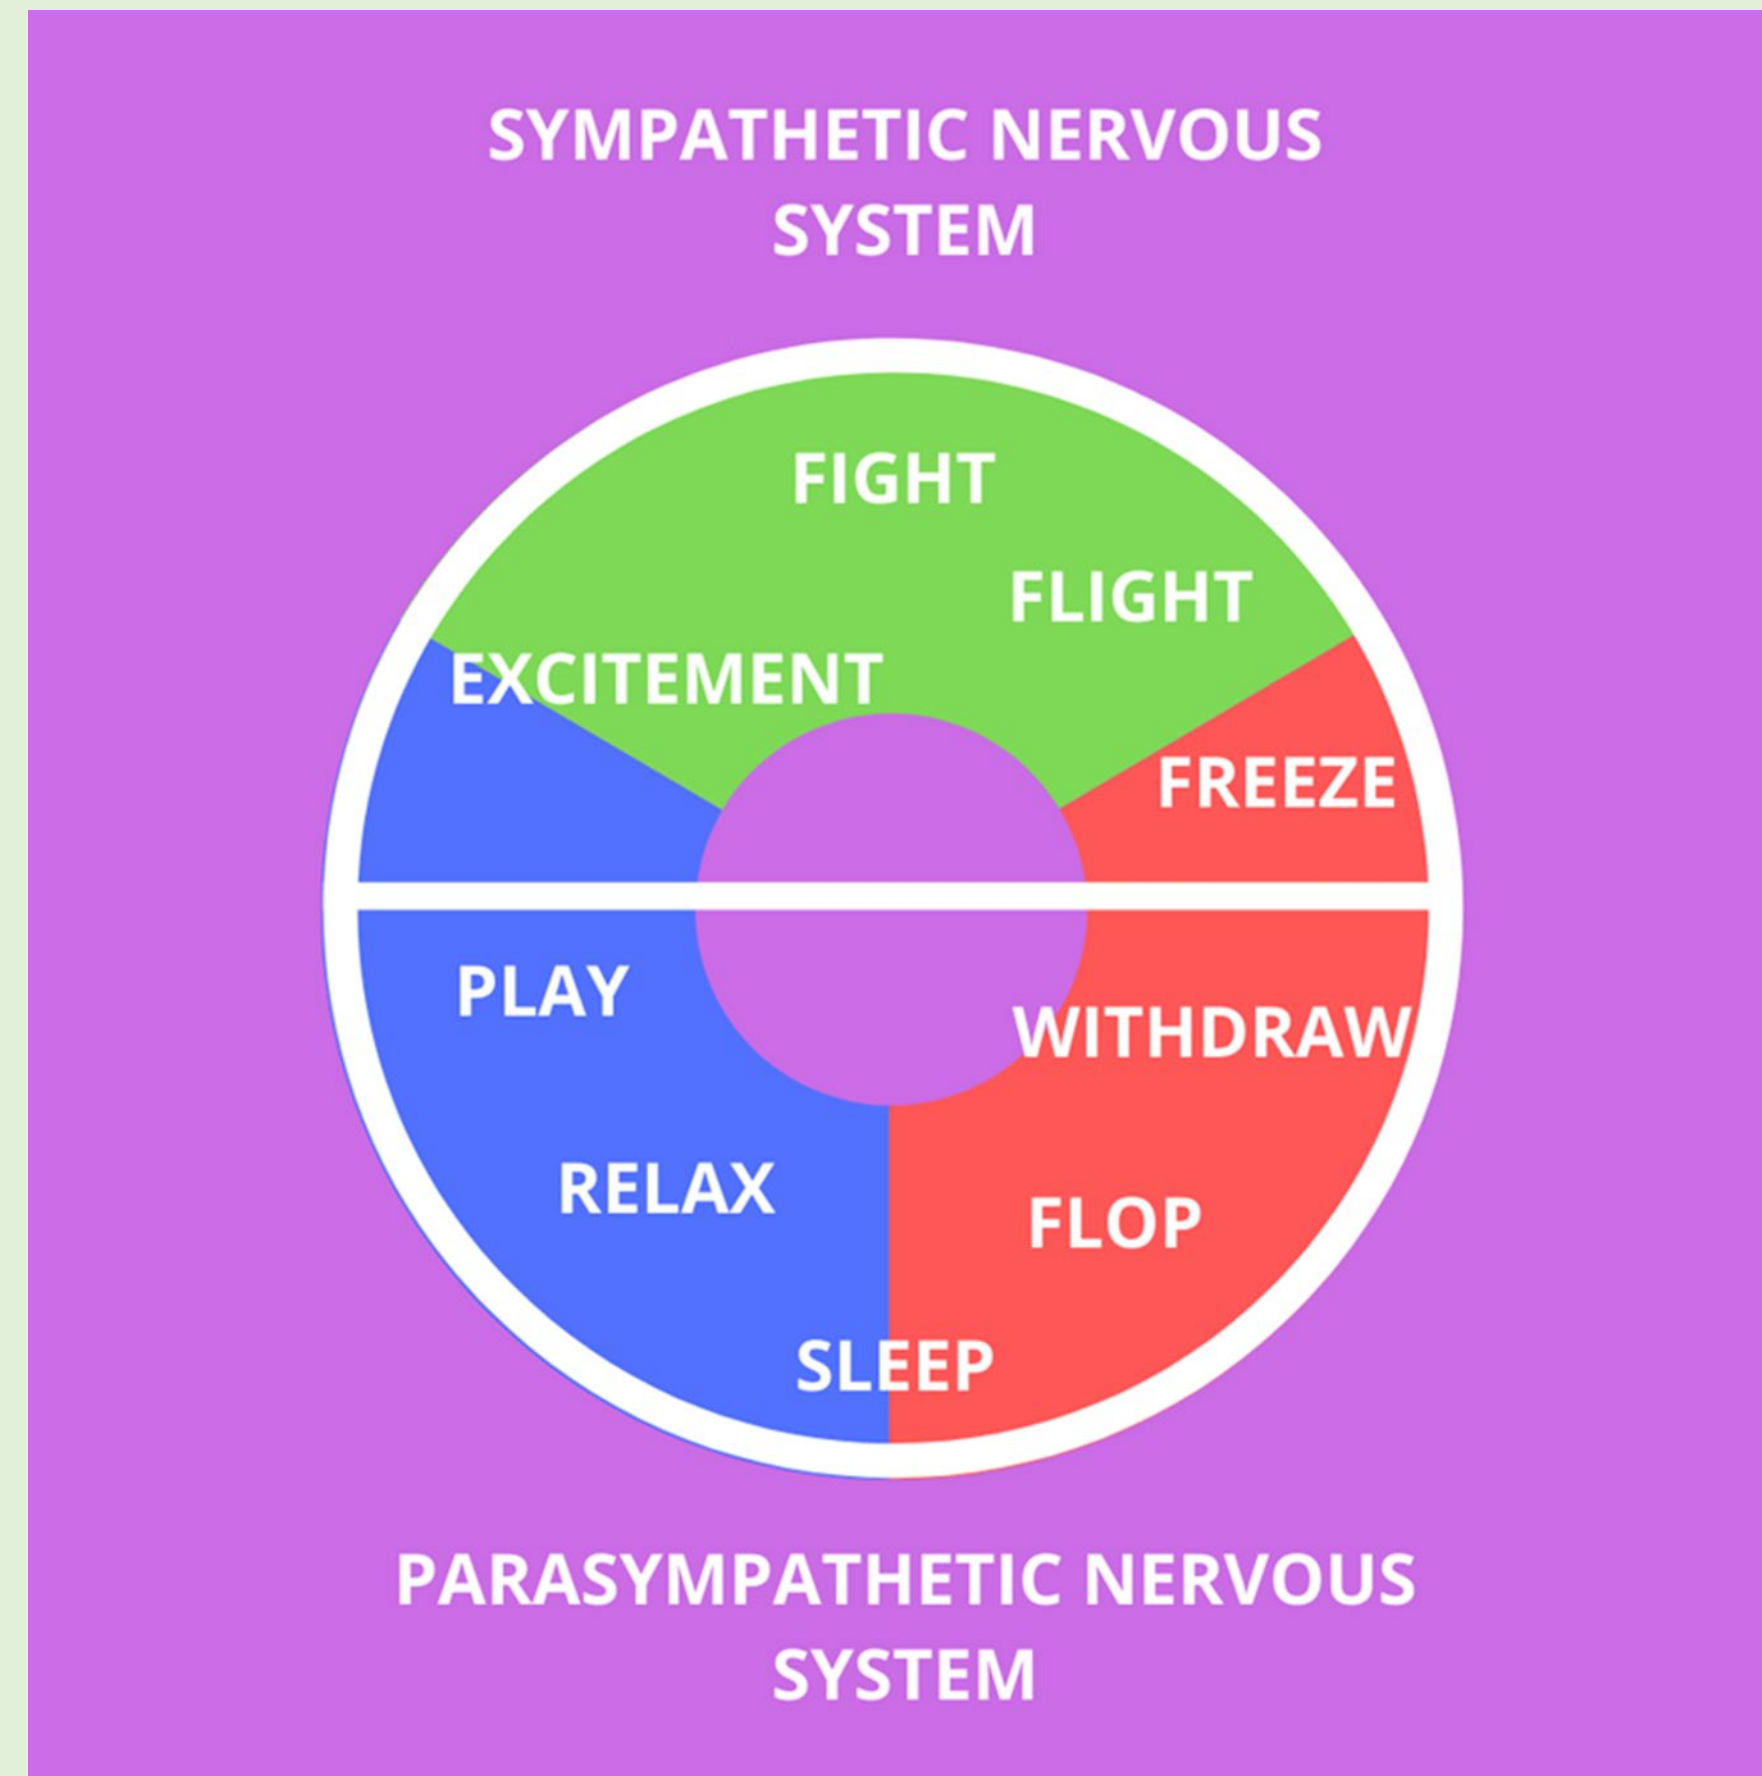 SYMPATHETIC NERVOUS
SYSTEM
FIGHT
FLIGHT
EXCITEMENT
FREEZE
PLAY
WITHDRAW
RELAX
FLOP
SLEEP
PARASYMPATHETIC NERVOUS
SYSTEM